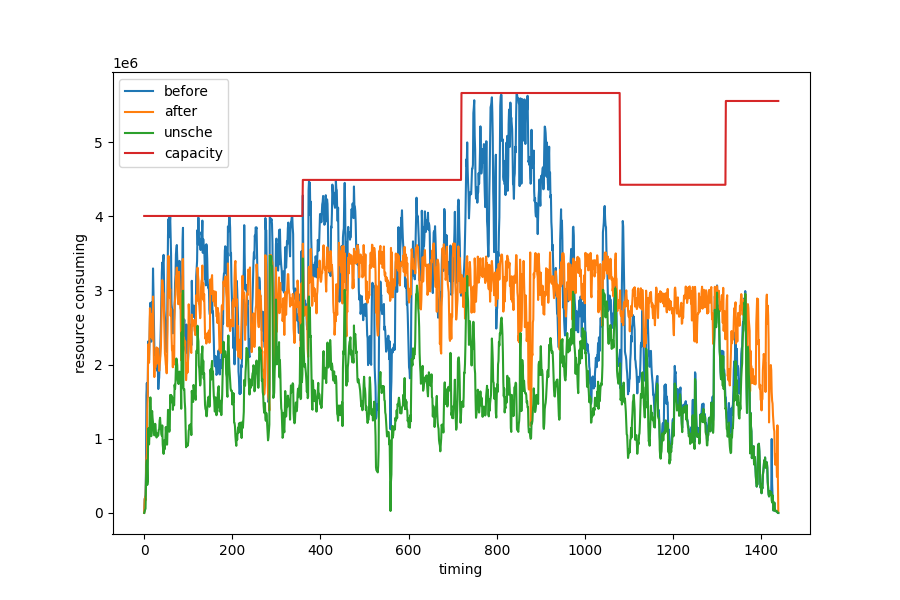 1e6
before
after
unsche
capacity
5
4
3
2
1
0
resource consuming
0 200 400 600 800 1000 1200 1400
timing